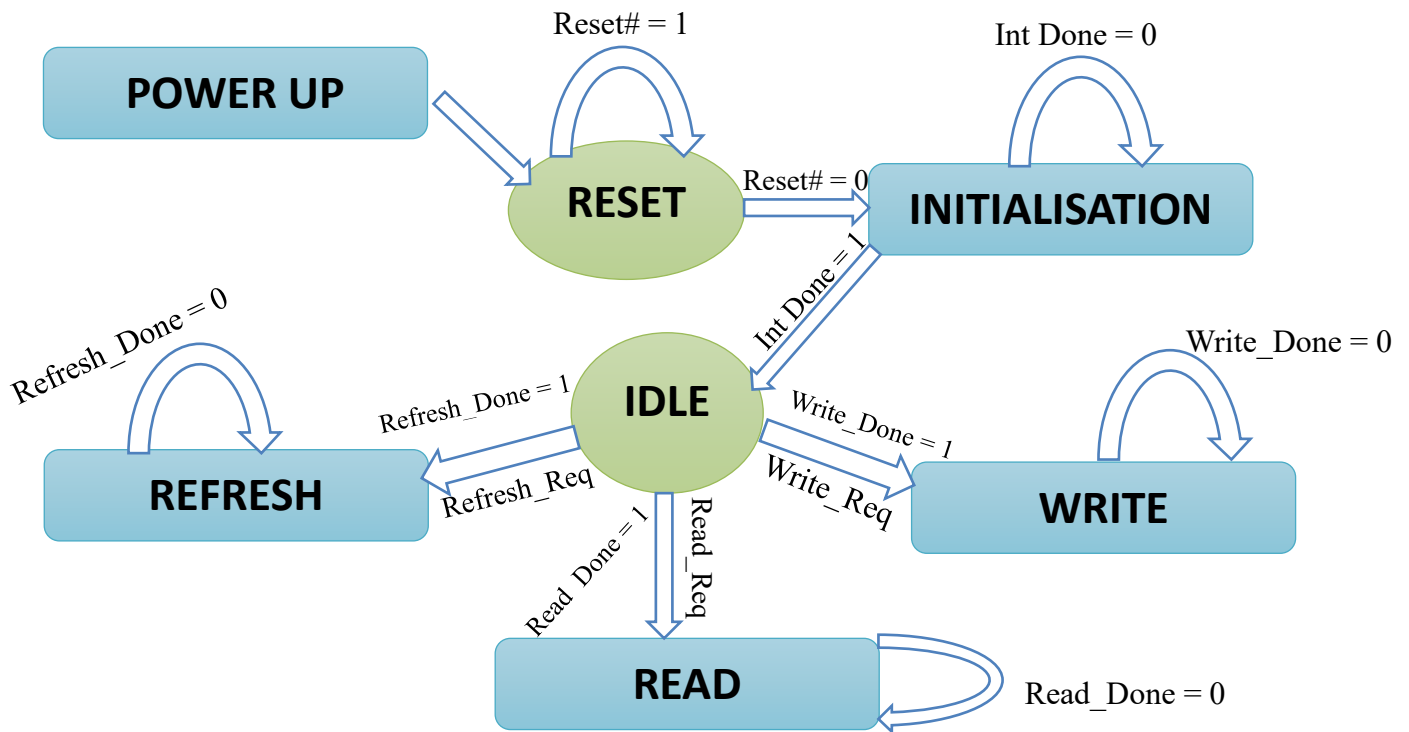 Reset# = 1
Int Done = 0
POWER UP
RESET
Reset# = 0
INITIALISATION
Int Done = 1
Refresh_Done = 0
Write_Done = 0
Refresh_Done = 1
IDLE
Write_Done = 1
REFRESH
Refresh_Req
Write_Req
WRITE
Read_Done = 1
Read_Req
READ
Read_Done = 0